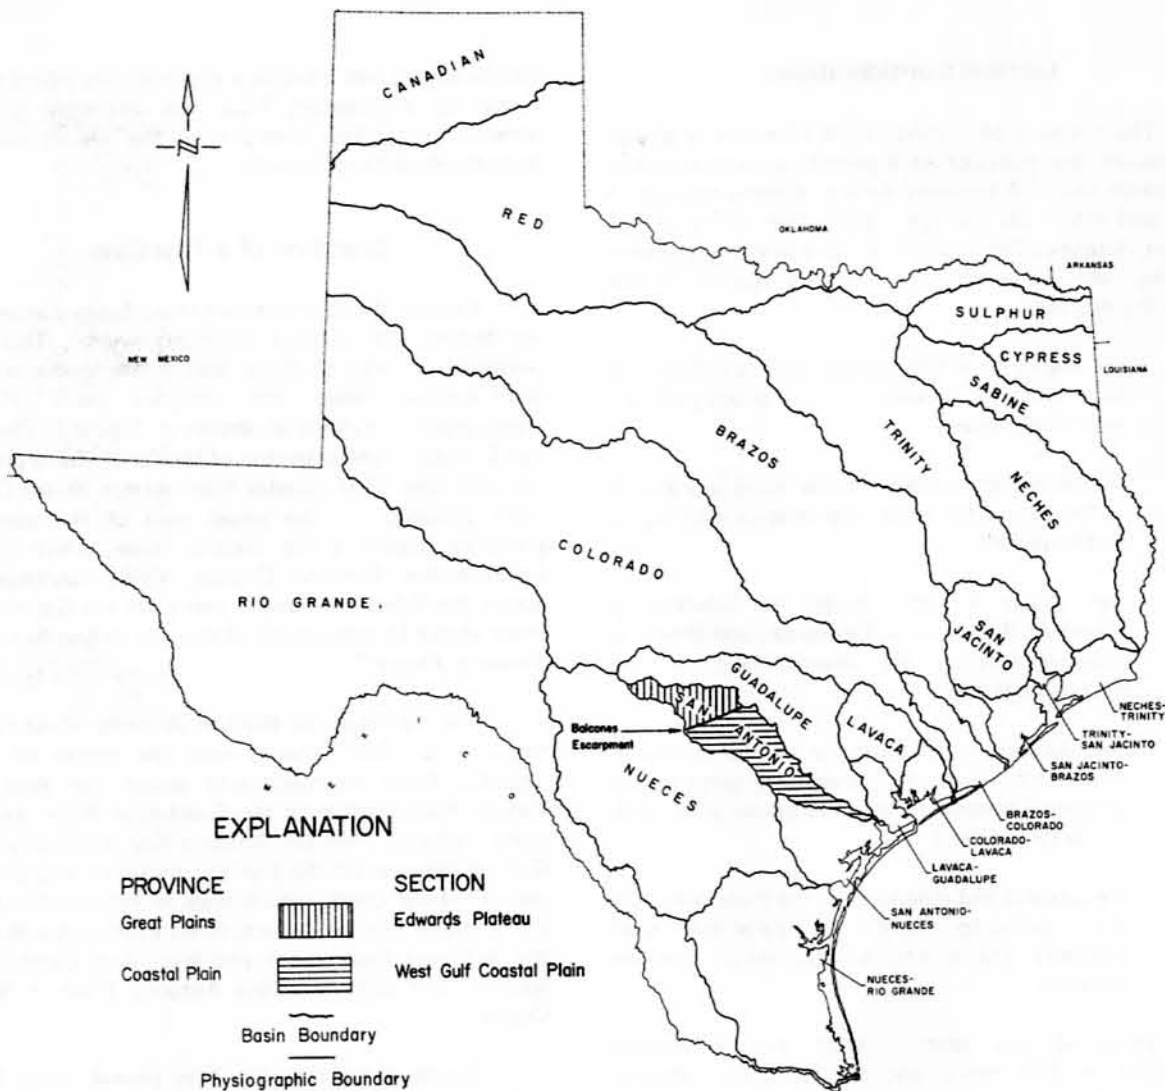 CANADIAN
N
RED
OKLAHOMA
ARKANSAS
SULPHUR
NEW MEXICO
CYPRESS
LOUISIANA
SABINE
BRAZOS
TRINITY
NECHES
COLORADO
RIO GRANDE
SAN
JACINTO
GUADALUPE
SAN ANTONIO
LAVACA
Balcones
Escarpment
NUECES
NECHES-
TRINITY
TRINITY-
SAN JACINTO
SAN JACINTO-
BRAZOS
BRAZOS-
COLORADO
COLORADO-
LAVACA
LAVACA-
GUADALUPE
SAN ANTONIO-
NUECES
NUECES-
RIO GRANDE
EXPLANATION
PROVINCE SECTION
Great Plains Edwards Plateau
Coastal Plain West Gulf Coastal Plain
Basin Boundary
Physiographic Boundary